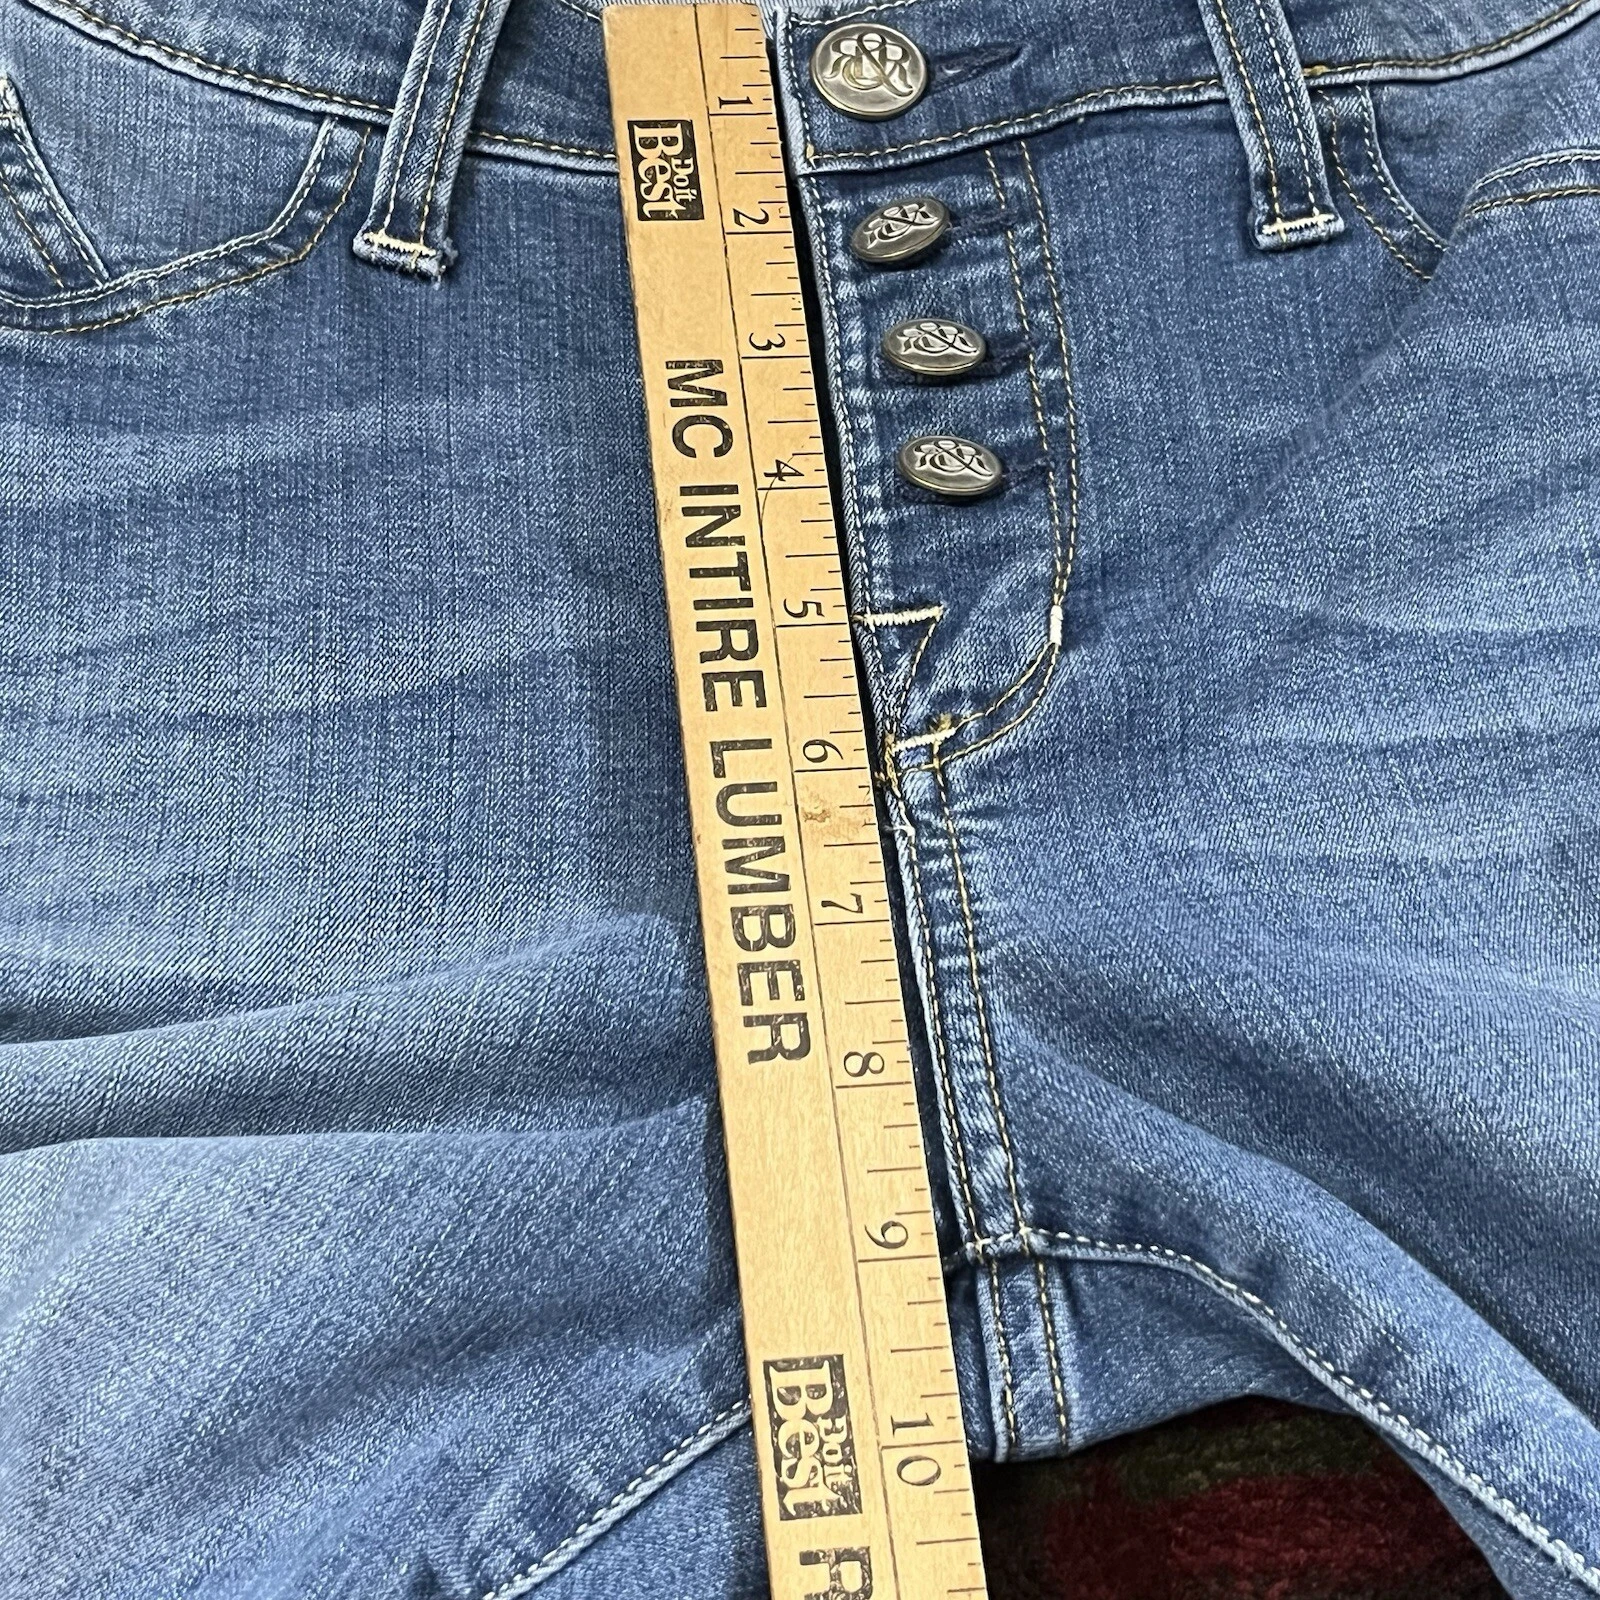 R&R
1
Do it
Best
2
3
MC INTIRE LUMBER
4
5
6
7
8
9
Do it
Best
10
R